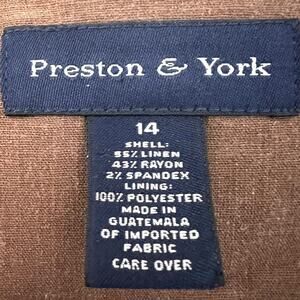 Preston & York
14
SHELL:
55% LINEN
43% RAYON
2% SPANDEX
LINING:
100% POLYESTER
MADE IN
GUATEMALA
OF IMPORTED
FABRIC
CARE OVER